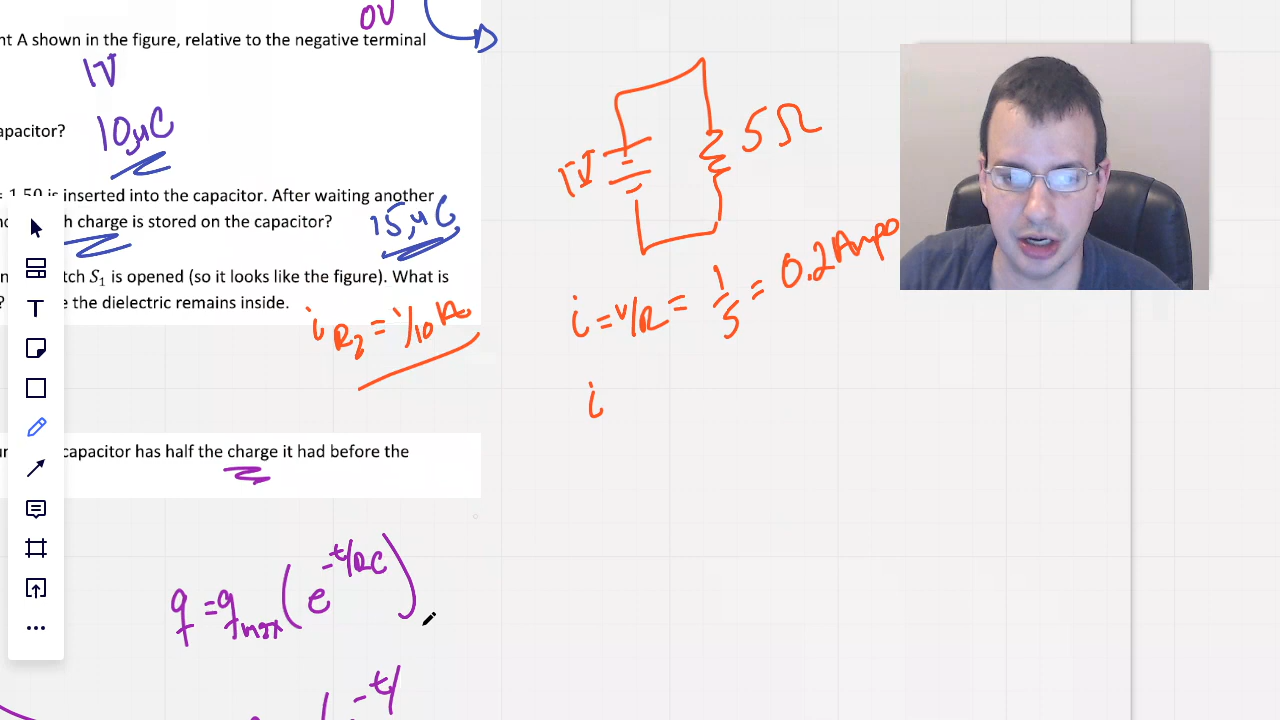 0V
nt A shown in the figure, relative to the negative terminal
1V
apacitor? 10μC
= 1.50 is inserted into the capacitor. After waiting another
h charge is stored on the capacitor? 15μC
tch S₁ is opened (so it looks like the figure). What is
? e the dielectric remains inside.
i R₂ = 1/10 A
1V
5Ω
i = V/R = 1/5 = 0.2 Amp
i
capacitor has half the charge it had before the
q = qmax (e^-t/RC)
(-t/
T